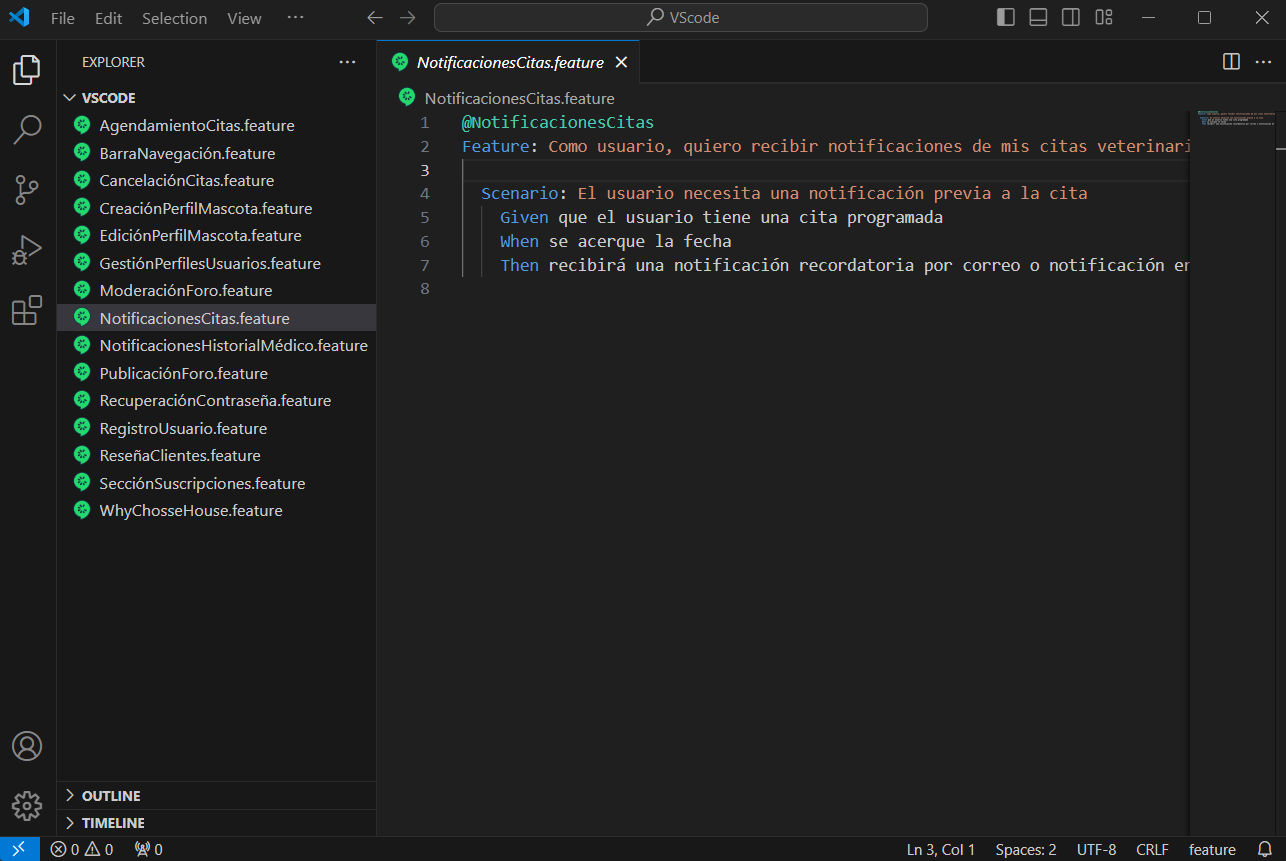 File Edit Selection View ··· VScode
EXPLORER ···
NotificacionesCitas.feature
VSCODE
AgendamientoCitas.feature
BarraNavegación.feature
CancelaciónCitas.feature
CreaciónPerfilMascota.feature
EdiciónPerfilMascota.feature
GestiónPerfilesUsuarios.feature
ModeraciónForo.feature
NotificacionesCitas.feature
NotificacionesHistorialMédico.feature
PublicaciónForo.feature
RecuperaciónContraseña.feature
RegistroUsuario.feature
ReseñaClientes.feature
SecciónSuscripciones.feature
WhyChosseHouse.feature
OUTLINE
TIMELINE
NotificacionesCitas.feature
1 @NotificacionesCitas
2 Feature: Como usuario, quiero recibir notificaciones de mis citas veterinari
3
4 Scenario: El usuario necesita una notificación previa a la cita
5 Given que el usuario tiene una cita programada
6 When se acerque la fecha
7 Then recibirá una notificación recordatoria por correo o notificación en
8
0 0 0 Ln 3, Col 1 Spaces: 2 UTF-8 CRLF feature